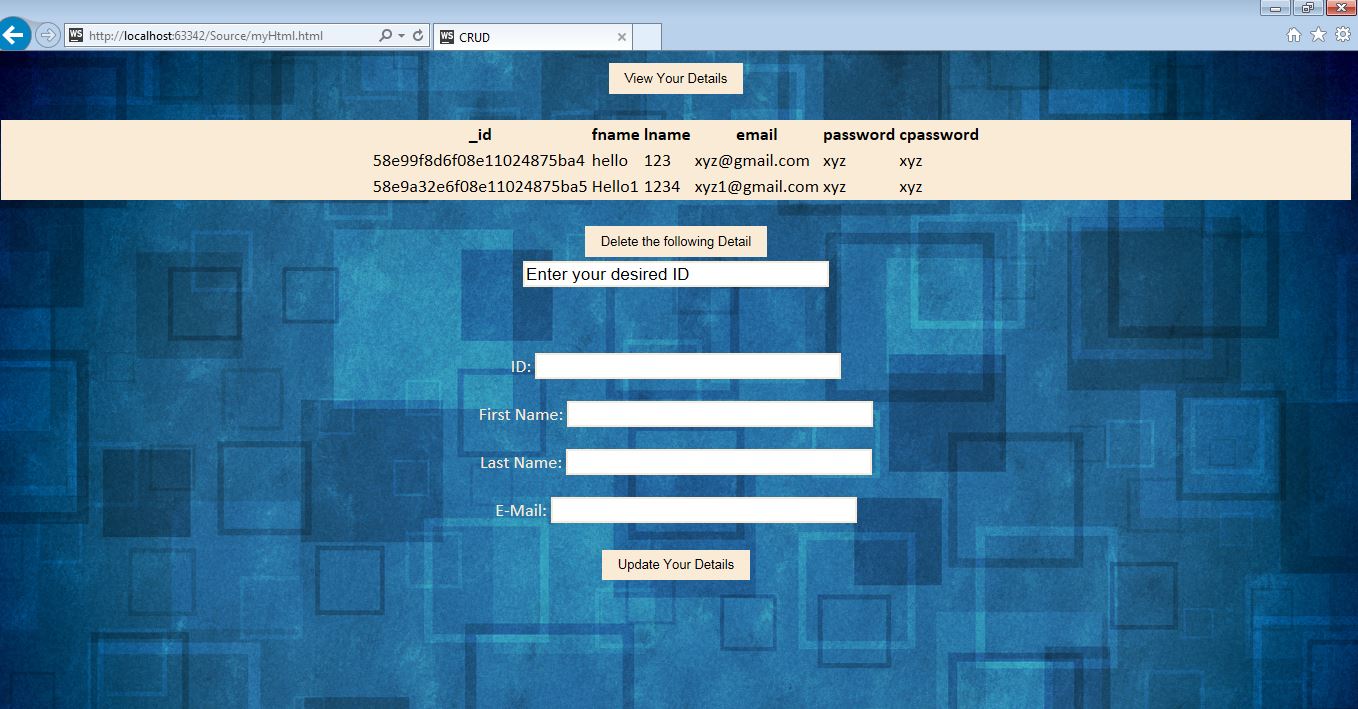 WS http://localhost:63342/Source/myHtml.html WS CRUD
View Your Details
_id fname lname email password cpassword
58e99f8d6f08e11024875ba4 hello 123 xyz@gmail.com xyz xyz
58e9a32e6f08e11024875ba5 Hello1 1234 xyz1@gmail.com xyz xyz
Delete the following Detail
Enter your desired ID
ID:
First Name:
Last Name:
E-Mail:
Update Your Details